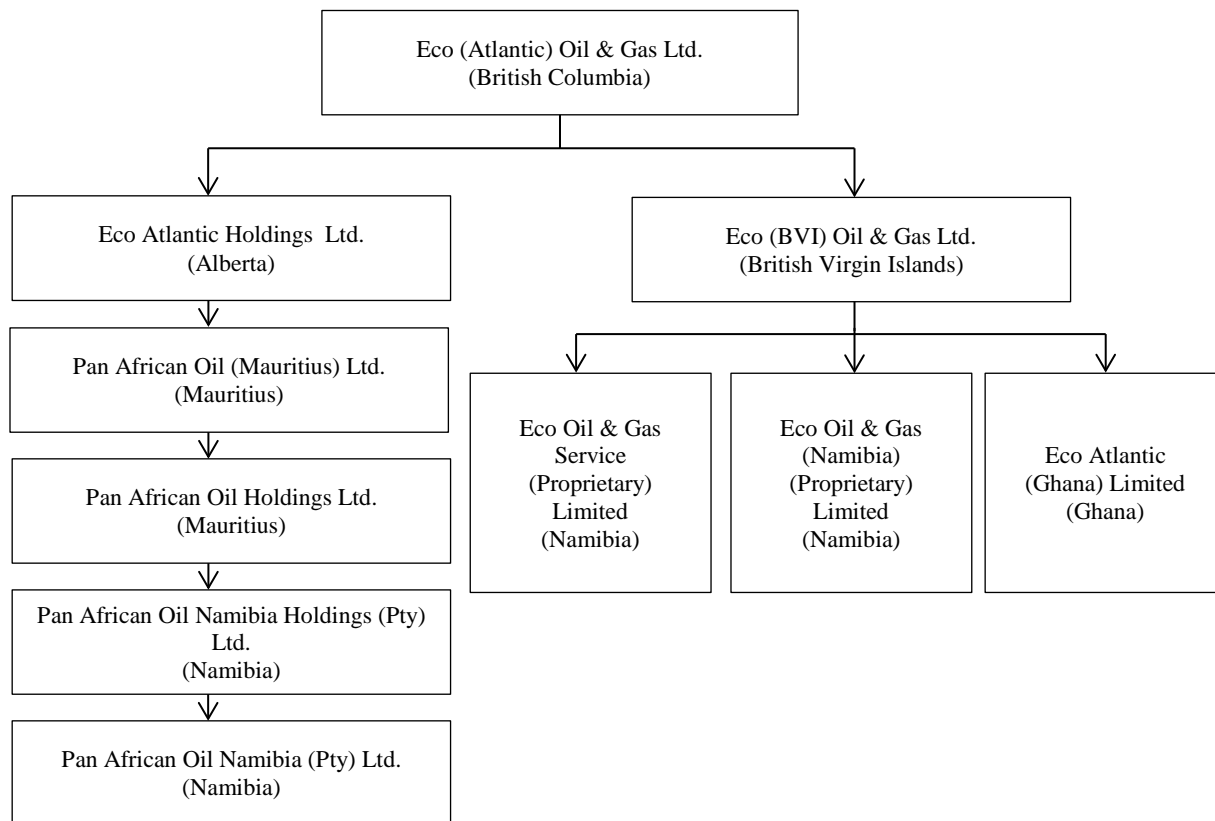 Eco (Atlantic) Oil & Gas Ltd.
(British Columbia)
Eco Atlantic Holdings  Ltd.
(Alberta)
Eco (BVI) Oil & Gas Ltd.
(British Virgin Islands)
Pan African Oil (Mauritius) Ltd.
(Mauritius)
Pan African Oil Holdings Ltd.
(Mauritius)
Pan African Oil Namibia Holdings (Pty)
Ltd.
(Namibia)
Pan African Oil Namibia (Pty) Ltd.
(Namibia)
Eco Oil & Gas
Service
(Proprietary)
Limited
(Namibia)
Eco Oil & Gas
(Namibia)
(Proprietary)
Limited
(Namibia)
Eco Atlantic
(Ghana) Limited
(Ghana)